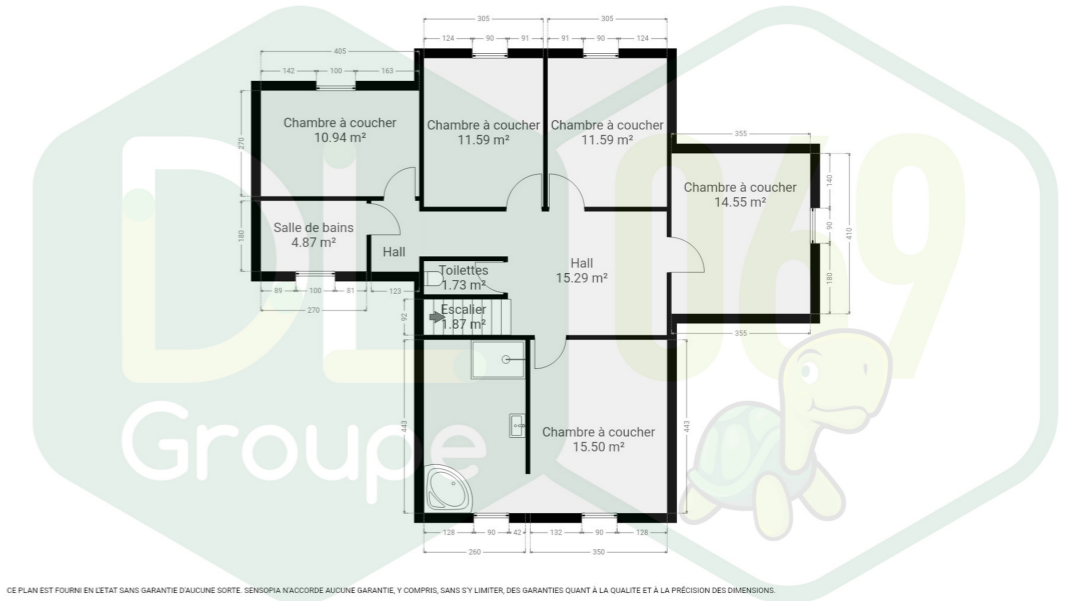 305 305
124 90 91 91 90 124
405
142 100 163
Chambre à coucher
10.94 m²
Chambre à coucher
11.59 m²
Chambre à coucher
11.59 m²
355
Chambre à coucher
14.55 m²
270
140
90
410
180
Salle de bains
4.87 m²
180
Hall
Hall
15.29 m²
Toilettes
1.73 m²
89 100 81
123
270
92
Escalier
1.87 m²
355
443
443
Chambre à coucher
15.50 m²
128 90 42 132 90 128
260 350
DL 069
Groupe
CE PLAN EST FOURNI EN L'ETAT SANS GARANTIE D'AUCUNE SORTE. SENSOPIA N'ACCORDE AUCUNE GARANTIE, Y COMPRIS, SANS S'Y LIMITER, DES GARANTIES QUANT À LA QUALITE ET À LA PRÉCISION DES DIMENSIONS.